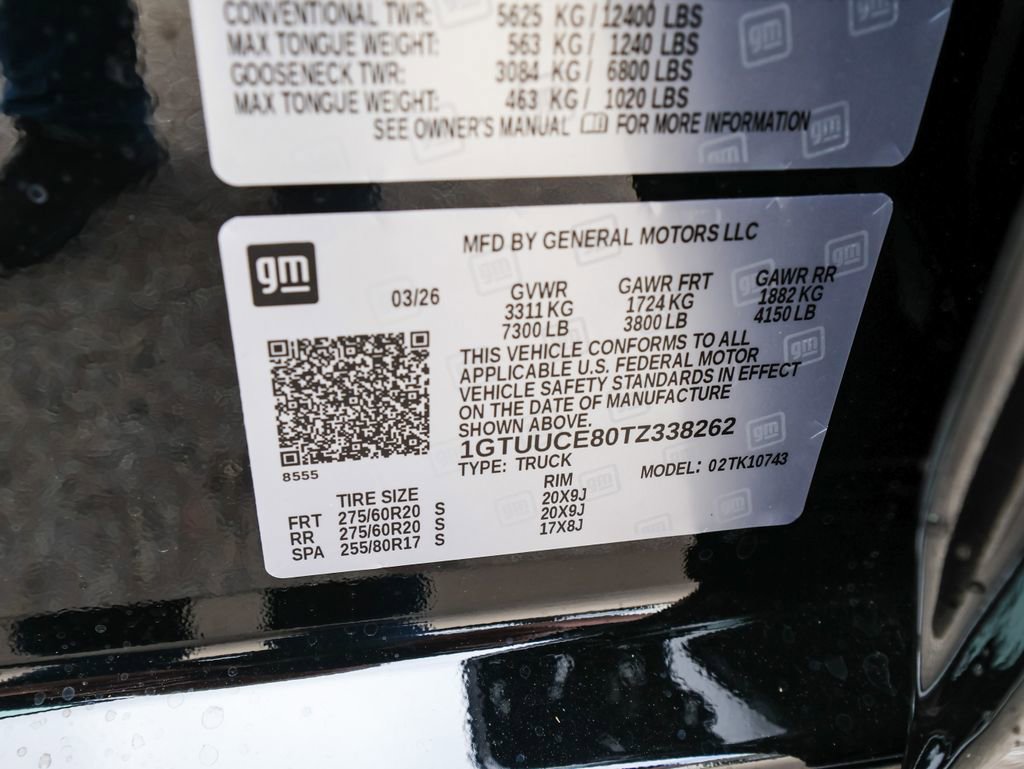 CONVENTIONAL TWR: 5625 KG / 12400 LBS
MAX TONGUE WEIGHT: 563 KG / 1240 LBS
GOOSENECK TWR: 3084 KG / 6800 LBS
MAX TONGUE WEIGHT: 463 KG / 1020 LBS
SEE OWNER'S MANUAL FOR MORE INFORMATION
gm
MFD BY GENERAL MOTORS LLC
03/26
GVWR GAWR FRT GAWR RR
3311 KG 1724 KG 1882 KG
7300 LB 3800 LB 4150 LB
THIS VEHICLE CONFORMS TO ALL
APPLICABLE U.S. FEDERAL MOTOR
VEHICLE SAFETY STANDARDS IN EFFECT
ON THE DATE OF MANUFACTURE
SHOWN ABOVE.
1GTUUCE80TZ338262
TYPE: TRUCK MODEL: 02TK10743
8555
TIRE SIZE RIM
FRT 275/60R20 S 20X9J
RR 275/60R20 S 20X9J
SPA 255/80R17 S 17X8J